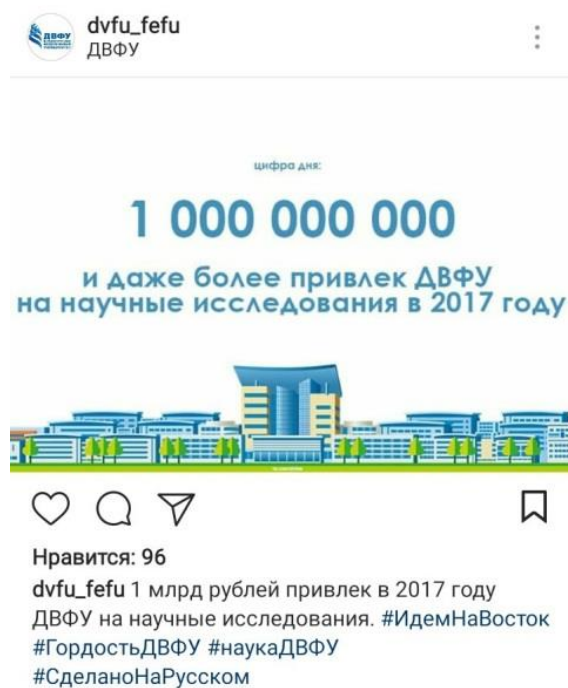 dvfu_fefu
ДВФУ
ДВФУ
цифра дня:
1 000 000 000
и даже более привлек ДВФУ
на научные исследования в 2017 году
Нравится: 96
dvfu_fefu 1 млрд рублей привлек в 2017 году
ДВФУ на научные исследования. #ИдемНаВосток
#ГордостьДВФУ #наукаДВФУ
#СделаноНаРусском